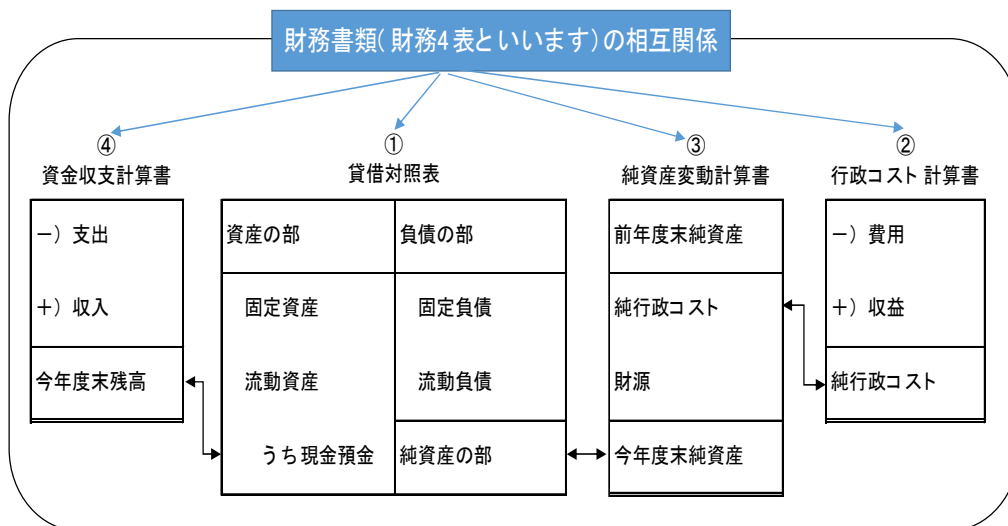 財務書類(財務4表といいます)の相互関係
④
資金収支計算書
－）支出
＋）収入
今年度末残高
①
貸借対照表
資産の部
固定資産
流動資産
うち現金預金
負債の部
固定負債
流動負債
純資産の部
③
純資産変動計算書
前年度末純資産
純行政コスト
財源
今年度末純資産
②
行政コスト計算書
－）費用
＋）収益
純行政コスト